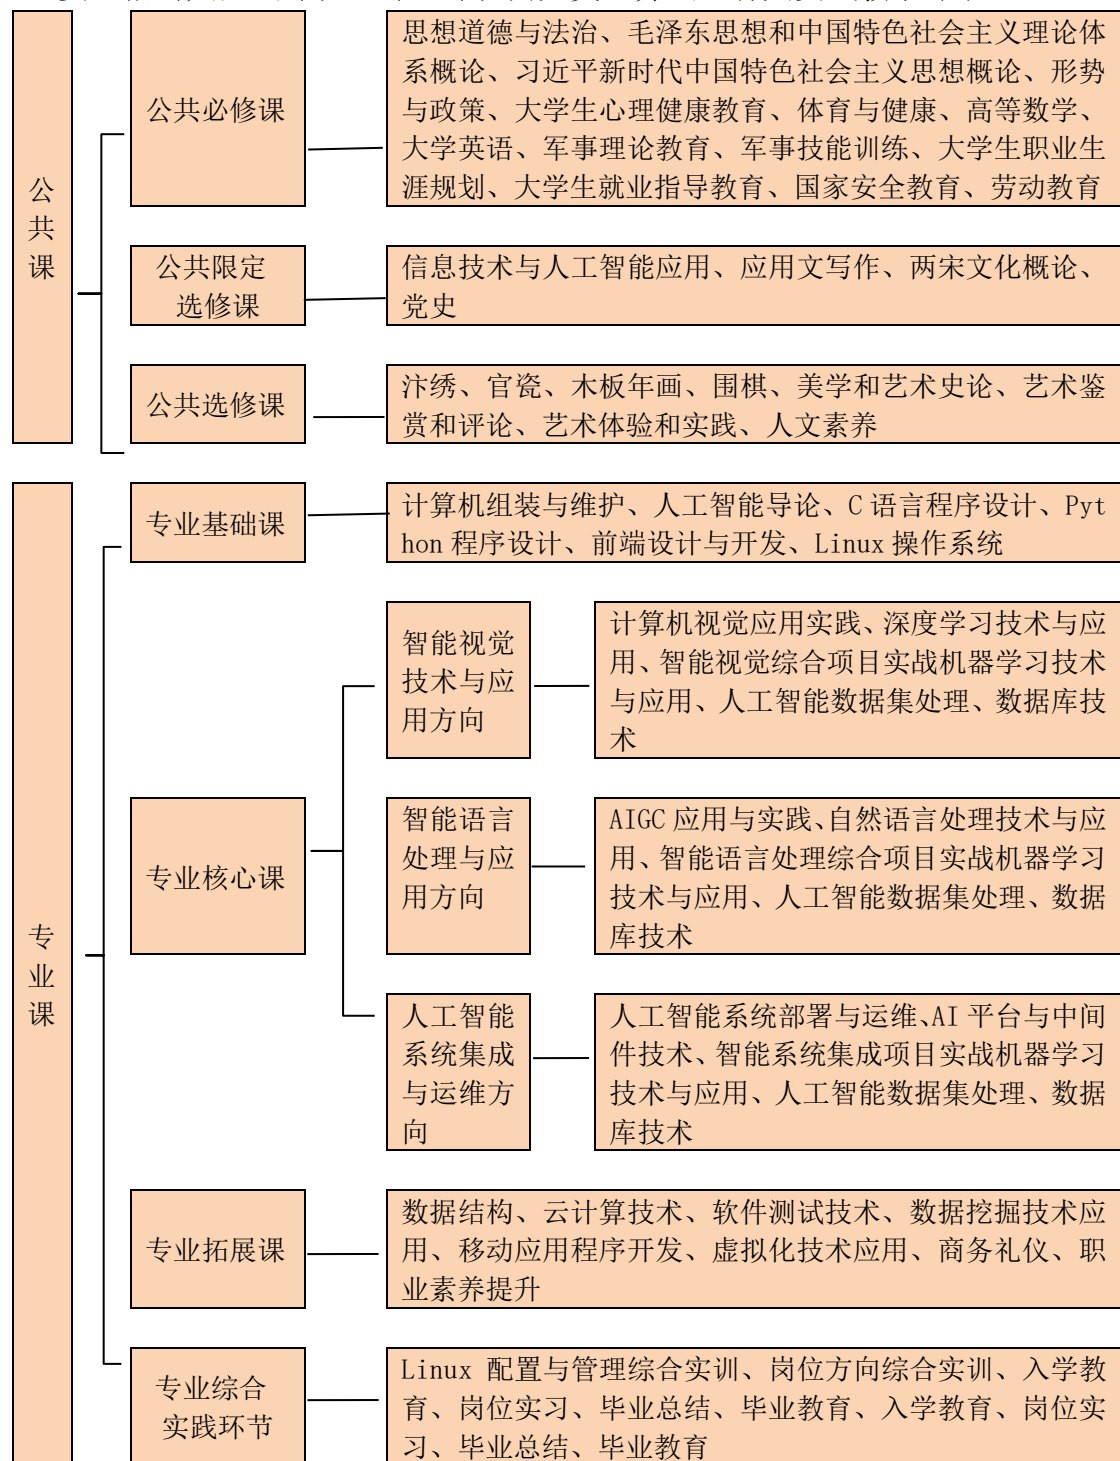 公共课
公共必修课
思想道德与法治、毛泽东思想和中国特色社会主义理论体
系概论、习近平新时代中国特色社会主义思想概论、形势
与政策、大学生心理健康教育、体育与健康、高等数学、
大学英语、军事理论教育、军事技能训练、大学生职业生
涯规划、大学生就业指导教育、国家安全教育、劳动教育
公共限定
选修课
信息技术与人工智能应用、应用文写作、两宋文化概论、
党史
公共选修课
汴绣、官瓷、木板年画、围棋、美学和艺术史论、艺术鉴
赏和评论、艺术体验和实践、人文素养
专业课
专业基础课
计算机组装与维护、人工智能导论、C 语言程序设计、Pyt
hon 程序设计、前端设计与开发、Linux 操作系统
专业核心课
智能视觉
技术与应
用方向
计算机视觉应用实践、深度学习技术与应
用、智能视觉综合项目实战机器学习技术
与应用、人工智能数据集处理、数据库技
术
智能语言
处理与应
用方向
AIGC 应用与实践、自然语言处理技术与应
用、智能语言处理综合项目实战机器学习
技术与应用、人工智能数据集处理、数据
库技术
人工智能
系统集成
与运维方
向
人工智能系统部署与运维、AI 平台与中间
件技术、智能系统集成项目实战机器学习
技术与应用、人工智能数据集处理、数据
库技术
专业拓展课
数据结构、云计算技术、软件测试技术、数据挖掘技术应
用、移动应用程序开发、虚拟化技术应用、商务礼仪、职
业素养提升
专业综合
实践环节
Linux 配置与管理综合实训、岗位方向综合实训、入学教
育、岗位实习、毕业总结、毕业教育、入学教育、岗位实
习、毕业总结、毕业教育